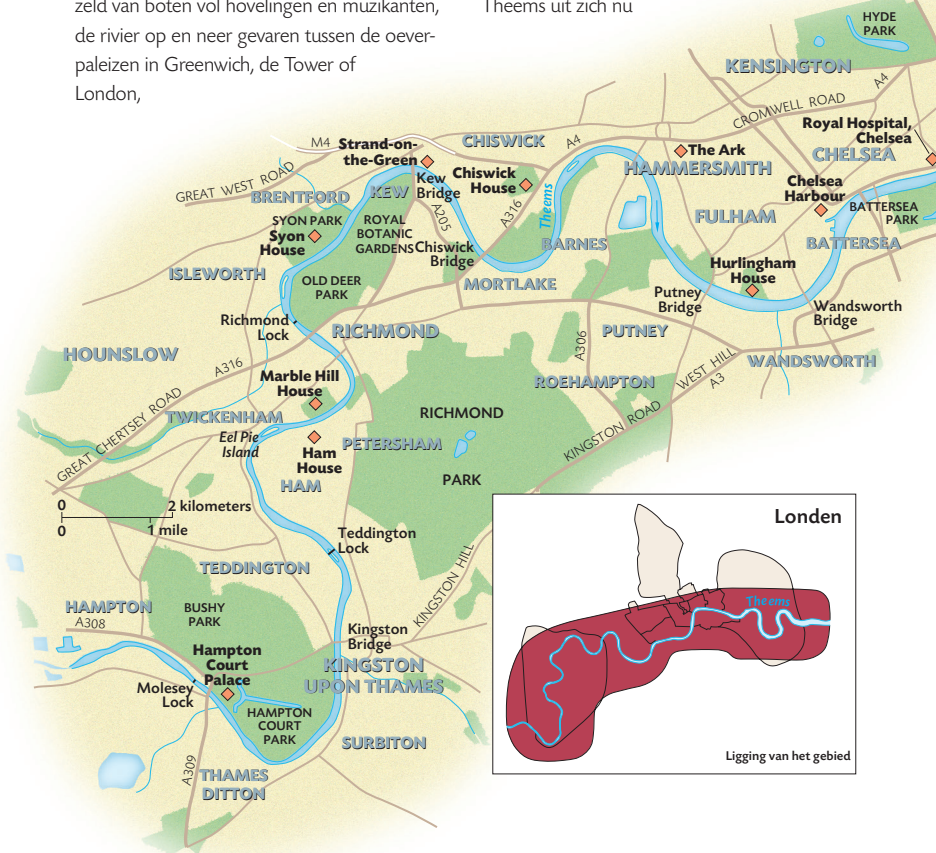 zeld van boten vol hovelingen en muzikanten,
de rivier op en neer gevaren tussen de oever-
paleizen in Greenwich, de Tower of
London,
Theems uit zich nu
HYDE
PARK
KENSINGTON
A4
CROMWELL ROAD
Royal Hospital,
Chelsea
CHELSEA
M4
Strand-on-
the-Green
CHISWICK
A4
The Ark
HAMMERSMITH
GREAT WEST ROAD
BRENTFORD
KEW
Kew
Bridge
Chiswick
House
A316
Theems
Chelsea
Harbour
BATTERSEA
PARK
SYON PARK
Syon
House
ROYAL
BOTANIC
GARDENS
A205
Chiswick
Bridge
BARNES
FULHAM
BATTERSEA
ISLEWORTH
OLD DEER
PARK
MORTLAKE
Hurlingham
House
Putney
Bridge
Wandsworth
Bridge
Richmond
Lock
RICHMOND
A306
PUTNEY
HOUNSLOW
A316
WEST HILL
A3
WANDSWORTH
Marble Hill
House
ROEHAMPTON
GREAT CHERTSEY ROAD
TWICKENHAM
RICHMOND
PARK
KINGSTON ROAD
Eel Pie
Island
PETERSHAM
Ham
House
HAM
0
2 kilometers
0
1 mile
Teddington
Lock
TEDDINGTON
KINGSTON HILL
HAMPTON
A308
BUSHY
PARK
Kingston
Bridge
Hampton
Court
Palace
KINGSTON
UPON THAMES
Molesey
Lock
HAMPTON
COURT
PARK
SURBITON
A309
THAMES
DITTON
Londen
Theems
Ligging van het gebied